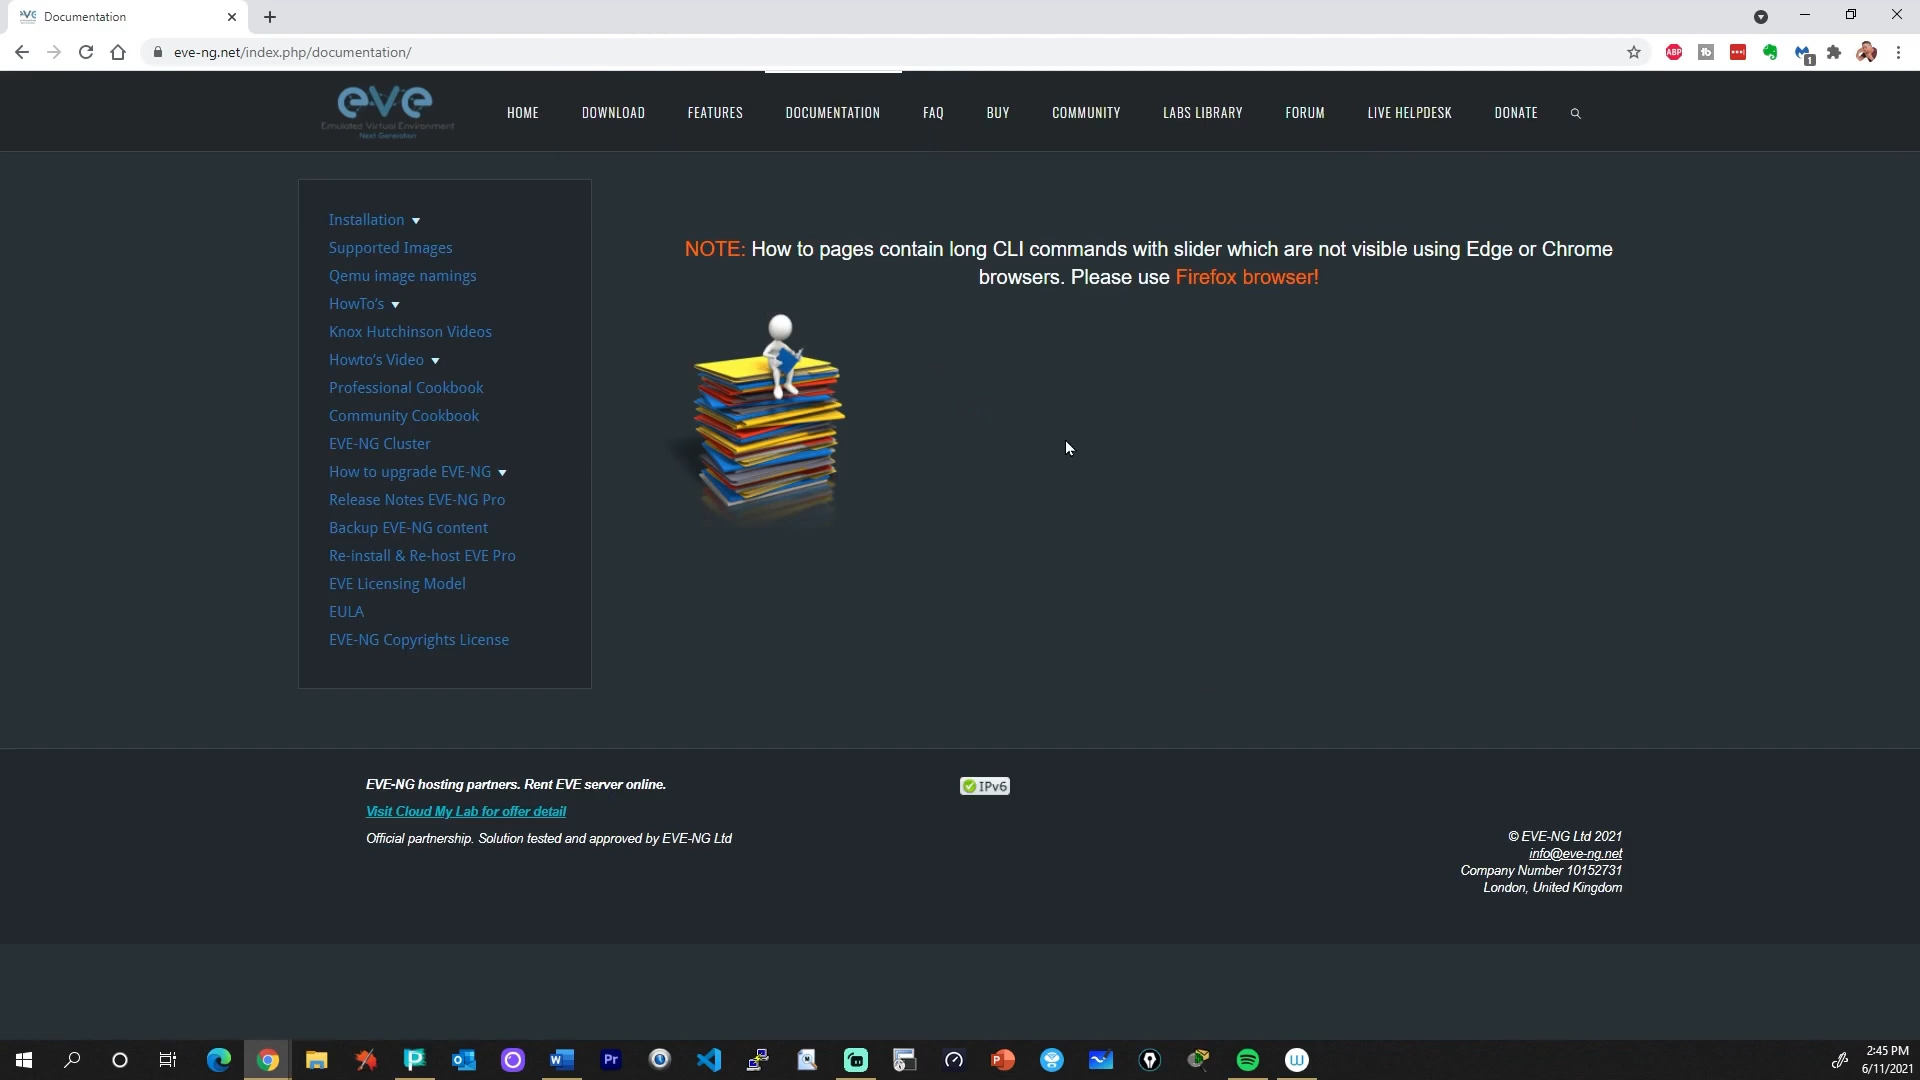 Documentation
eve-ng.net/index.php/documentation/
ABP
1
eve
Emulated Virtual Environment
Next Generation
HOME
DOWNLOAD
FEATURES
DOCUMENTATION
FAQ
BUY
COMMUNITY
LABS LIBRARY
FORUM
LIVE HELPDESK
DONATE
Installation
Supported Images
Qemu image namings
HowTo's
Knox Hutchinson Videos
Howto's Video
Professional Cookbook
Community Cookbook
EVE-NG Cluster
How to upgrade EVE-NG
Release Notes EVE-NG Pro
Backup EVE-NG content
Re-install & Re-host EVE Pro
EVE Licensing Model
EULA
EVE-NG Copyrights License
NOTE: How to pages contain long CLI commands with slider which are not visible using Edge or Chrome
browsers. Please use Firefox browser!
EVE-NG hosting partners. Rent EVE server online.
Visit Cloud My Lab for offer detail
Official partnership. Solution tested and approved by EVE-NG Ltd
IPv6
© EVE-NG Ltd 2021
info@eve-ng.net
Company Number 10152731
London, United Kingdom
Pr
2:45 PM
6/11/2021